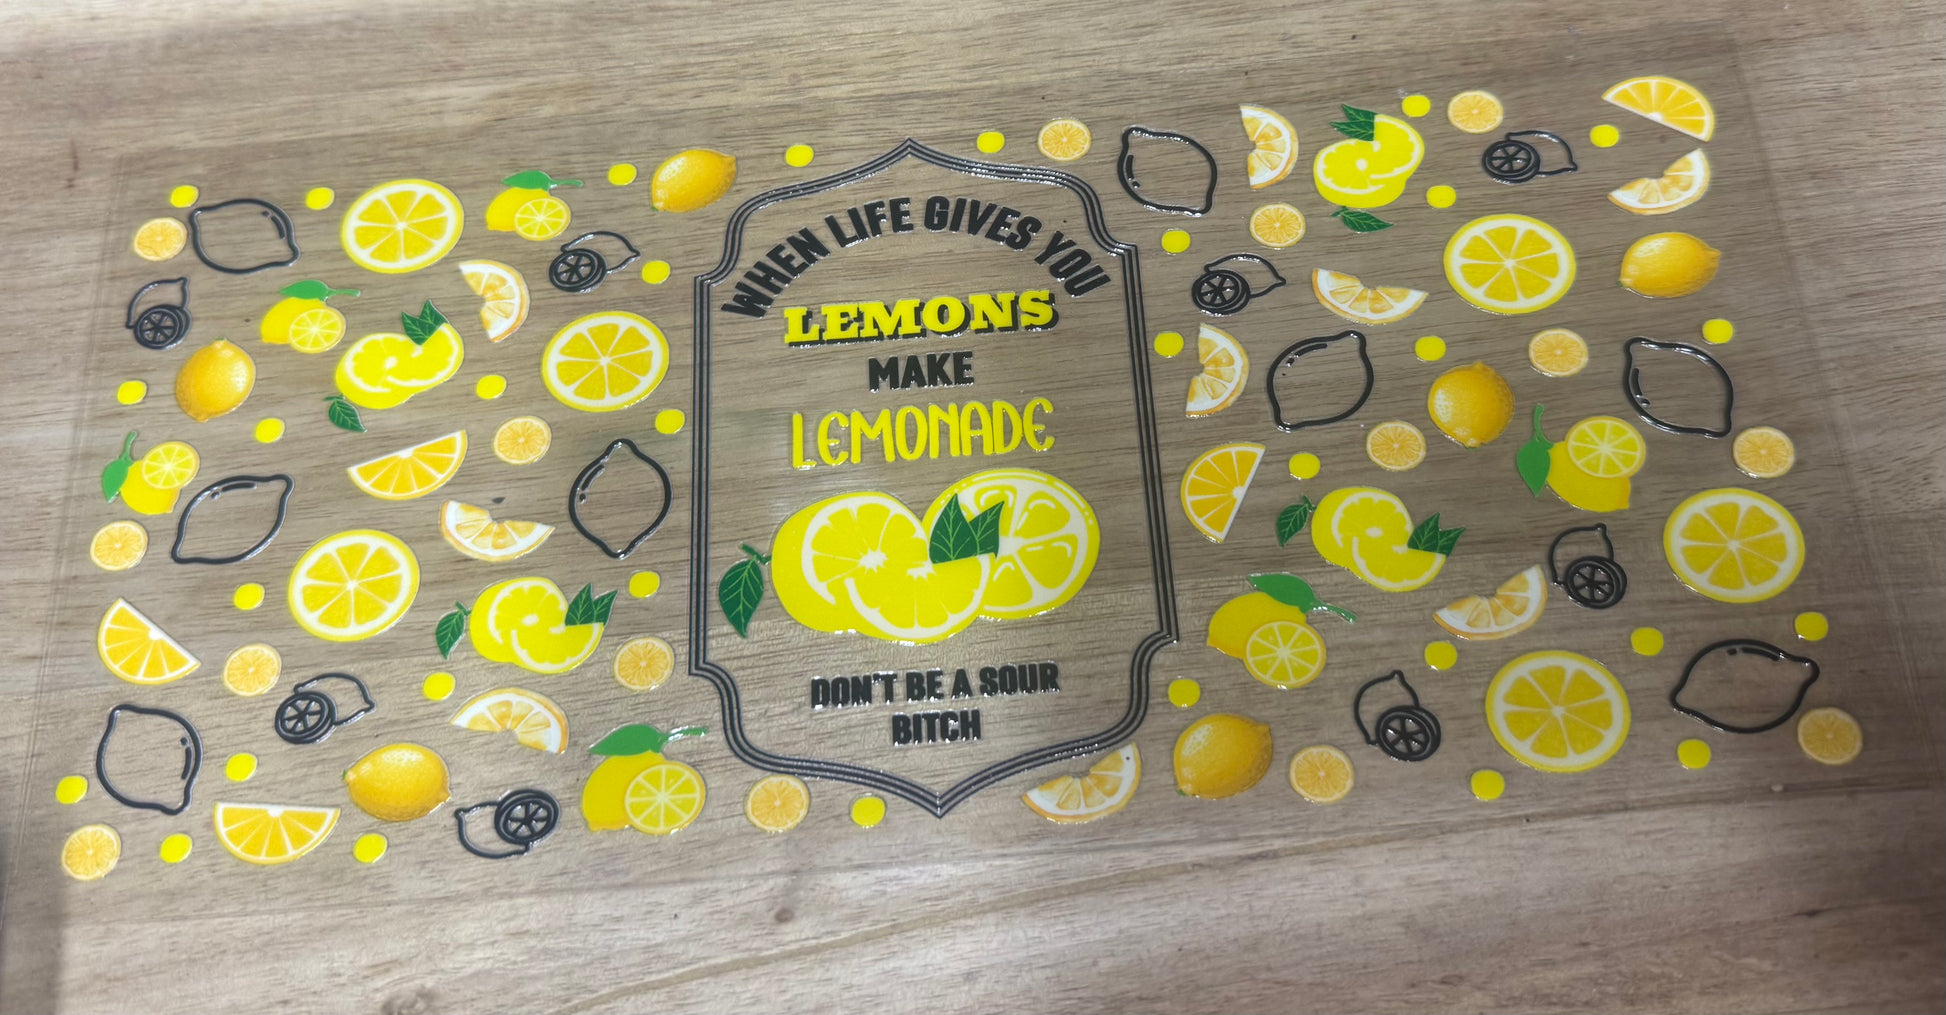 WHEN LIFE GIVES YOU
LEMONS
MAKE
LEMONADE
DON'T BE A SOUR
BITCH